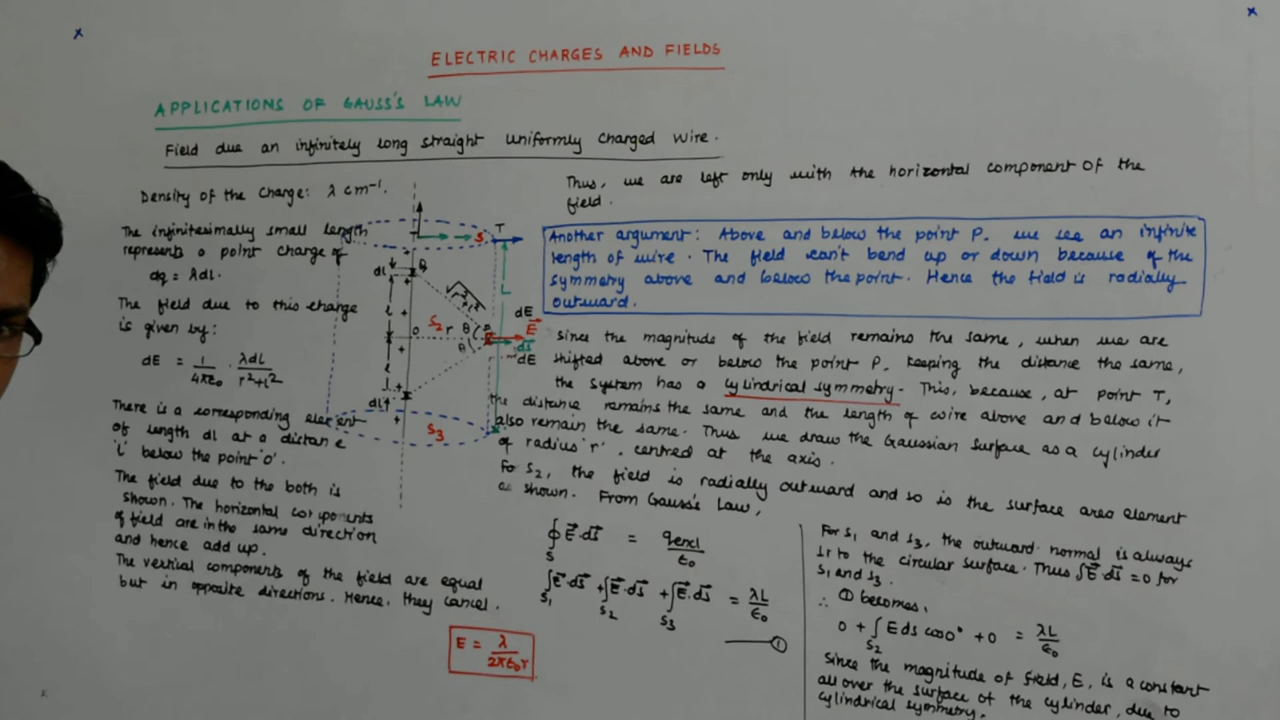 ELECTRIC CHARGES AND FIELDS
APPLICATIONS OF GAUSS'S LAW
Field due an infinitely long straight uniformly charged wire.
Density of the Charge: λ cm⁻¹.
The infinitesimally small length
represents a point charge of
dq = λdl.
The field due to this charge
is given by:
dE = 1/4πε₀ · λdL/r²+l²
There is a corresponding element
of length dl at a distance
'l' below the point 'o'.
The field due to the both is
shown. The horizontal components
of field are in the same direction
and hence add up.
The vertical components of the field are equal
but in opposite directions. Hence, they cancel.
E = λ/2πε₀r
S₁ T
dl Q
L
S₂ r θ P
O
θ
dE
E
ds
dE
l
l
dl
S₃
Thus, we are left only with the horizontal component of the
field.
Another argument: Above and below the point P. we see an infinite
length of wire. The field can't bend up or down because of the
symmetry above and below the point. Hence the field is radially
outward.
Since the magnitude of the field remains the same, when we are
shifted above or below the point P, keeping the distance the same,
the system has a cylindrical symmetry. This, because, at point T,
the distance remains the same and the length of wire above and below it
also remain the same. Thus we draw the Gaussian surface as a cylinder
of radius 'r', centred at the axis.
For S₂, the field is radially outward and so is the surface area element
as shown. From Gauss's Law,
∮ₛ E⃗·ds⃗ = qencl/ε₀
∫S₁ E⃗·ds⃗ + ∫S₂ E⃗·ds⃗ + ∫S₃ E⃗·ds⃗ = λL/ε₀
①
For S₁ and S₃, the outward normal is always
⊥r to the circular surface. Thus ∫E⃗·ds⃗ = 0 for
S₁ and S₃.
∴ ① becomes,
0 + ∫S₂ E ds cos0° + 0 = λL/ε₀
Since the magnitude of field, E, is a constant
all over the surface of the cylinder, due to
cylindrical symmetry.